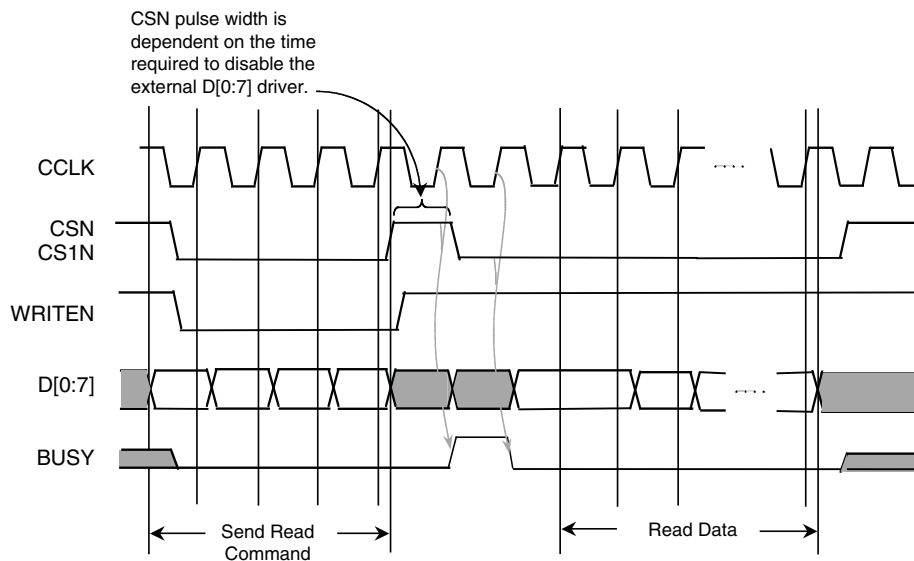 CSN pulse width is
dependent on the time
required to disable the
external D[0:7] driver.
CCLK
CSN
CS1N
WRITEN
D[0:7]
BUSY
Send Read
Command
Read Data